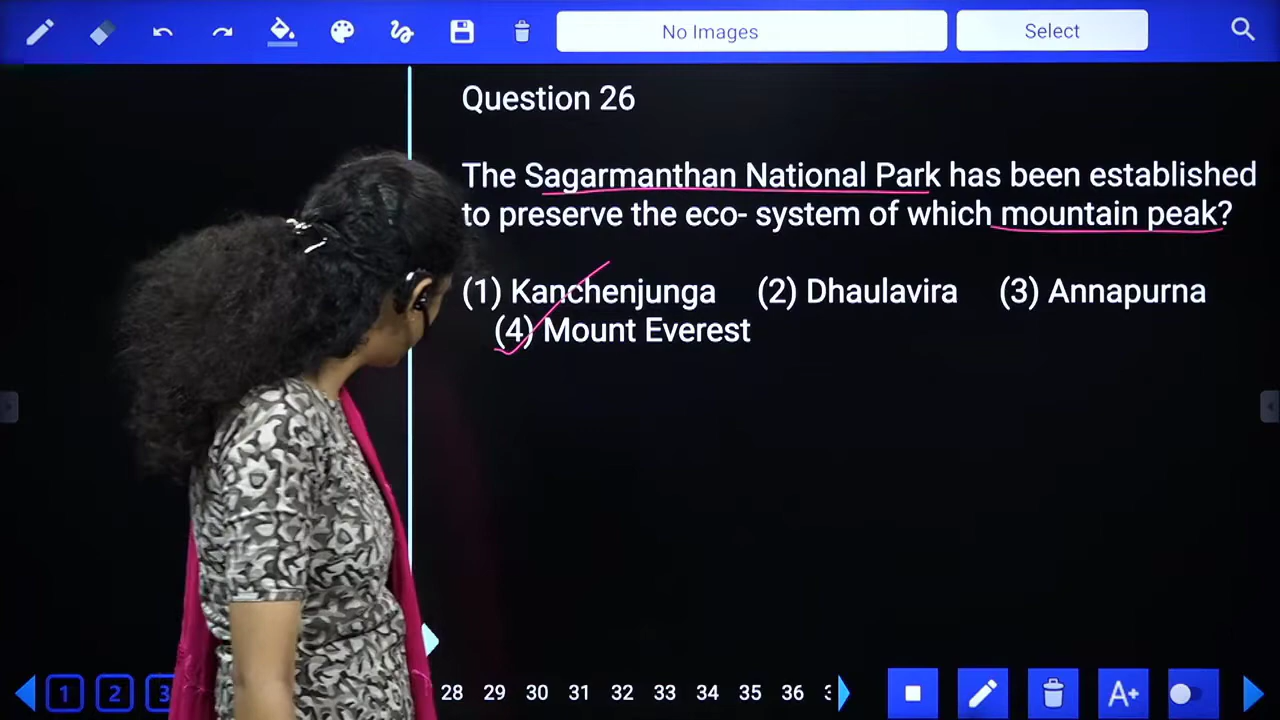 No Images
Select
Question 26
The Sagarmanthan National Park has been established
to preserve the eco- system of which mountain peak?
(1) Kanchenjunga (2) Dhaulavira (3) Annapurna
(4) Mount Everest
1 2 3 28 29 30 31 32 33 34 35 36
A+